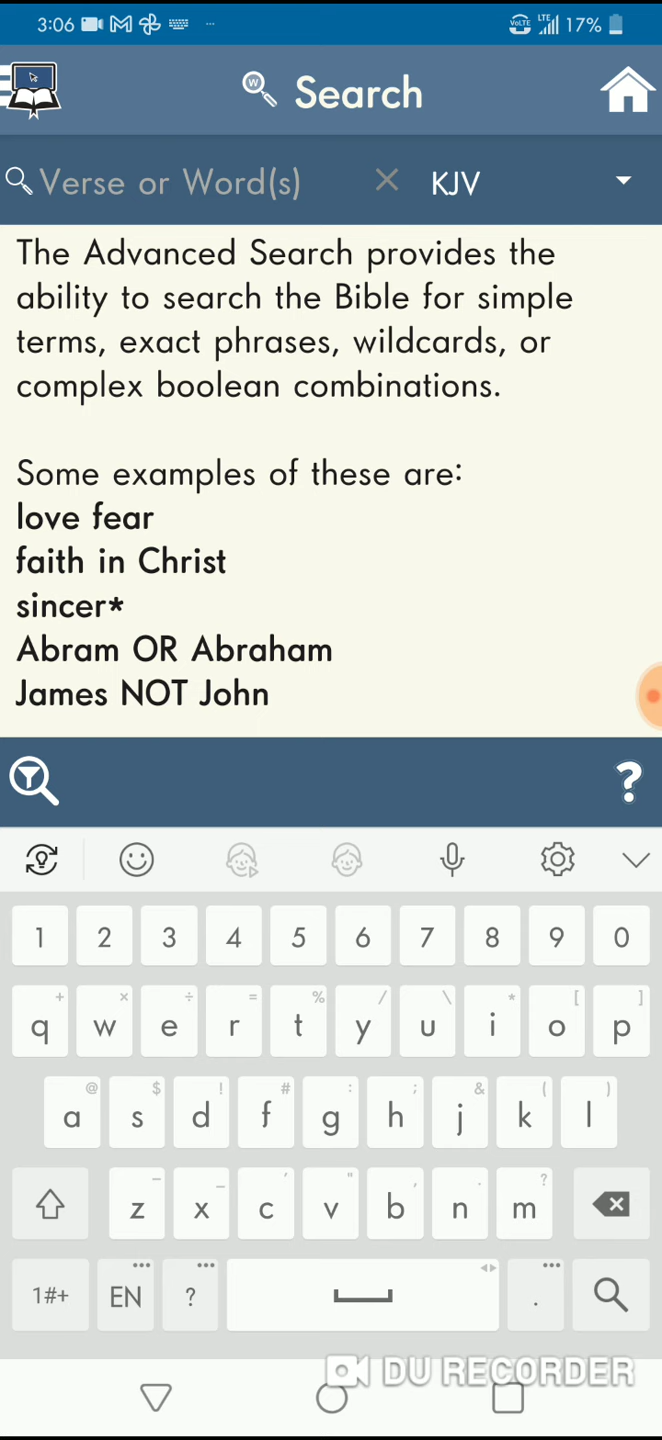 3:06 VoLTE LTE 17%
W Search
Verse or Word(s) KJV
The Advanced Search provides the
ability to search the Bible for simple
terms, exact phrases, wildcards, or
complex boolean combinations.
Some examples of these are:
love fear
faith in Christ
sincer*
Abram OR Abraham
James NOT John
?
1 2 3 4 5 6 7 8 9 0
+ × ÷ = % / \ * [ ]
q w e r t y u i o p
@ $ ! # : ; & ( )
a s d f g h j k l
- _ ' " , . ?
z x c v b n m
1#+ EN ? .
DU RECORDER